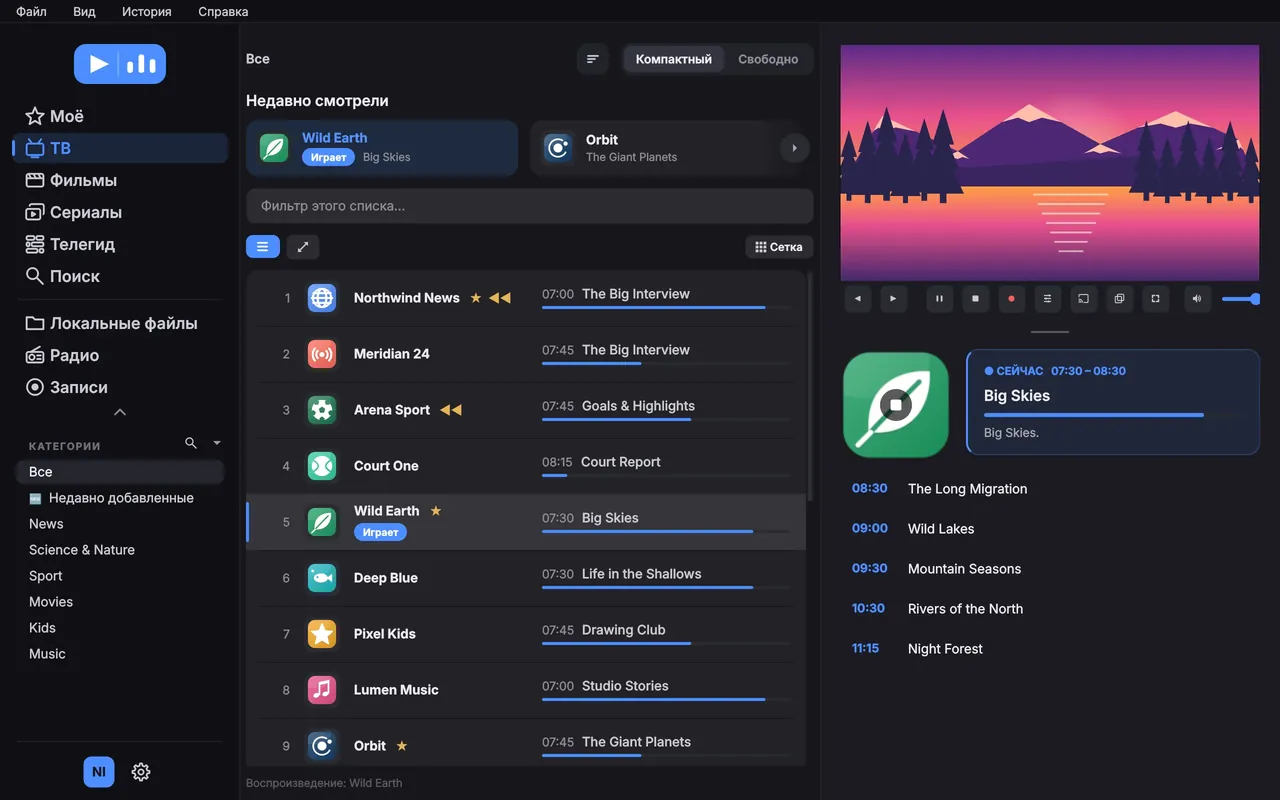 Файл Вид История Справка
Моё
ТВ
Фильмы
Сериалы
Телегид
Поиск
Локальные файлы
Радио
Записи
КАТЕГОРИИ
Все
Недавно добавленные
News
Science & Nature
Sport
Movies
Kids
Music
NI
Все
Компактный Свободно
Недавно смотрели
Wild Earth
Играет Big Skies
Orbit
The Giant Planets
Фильтр этого списка...
Сетка
1 Northwind News 07:00 The Big Interview
2 Meridian 24 07:45 The Big Interview
3 Arena Sport 07:45 Goals & Highlights
4 Court One 08:15 Court Report
5 Wild Earth 07:30 Big Skies
Играет
6 Deep Blue 07:30 Life in the Shallows
7 Pixel Kids 07:45 Drawing Club
8 Lumen Music 07:00 Studio Stories
9 Orbit 07:45 The Giant Planets
Воспроизведение: Wild Earth
СЕЙЧАС 07:30 – 08:30
Big Skies
Big Skies.
08:30 The Long Migration
09:00 Wild Lakes
09:30 Mountain Seasons
10:30 Rivers of the North
11:15 Night Forest